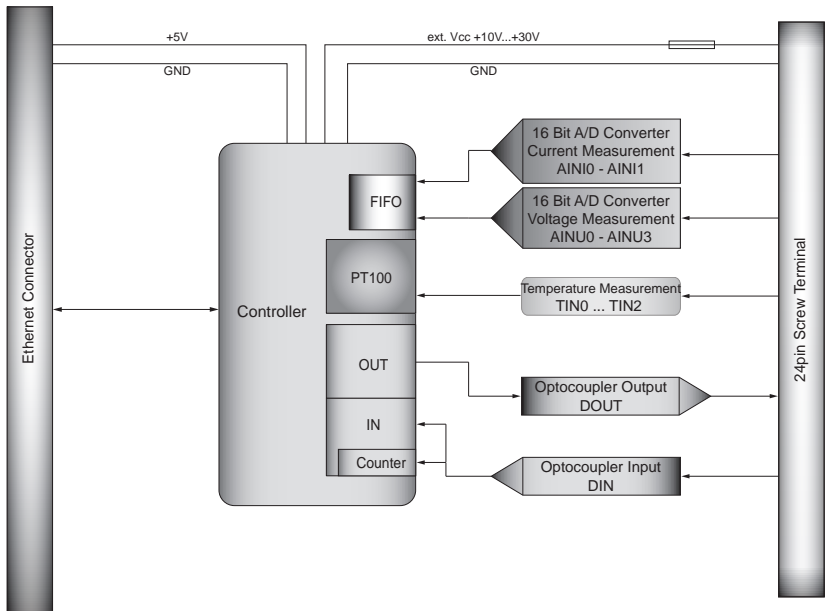 +5V
ext. Vcc +10V...+30V
GND
GND
16 Bit A/D Converter
Current Measurement
AINI0 - AINI1
FIFO
16 Bit A/D Converter
Voltage Measurement
AINU0 - AINU3
PT100
Temperature Measurement
TIN0 ... TIN2
Ethernet Connector
Controller
24pin Screw Terminal
OUT
Optocoupler Output
DOUT
IN
Counter
Optocoupler Input
DIN